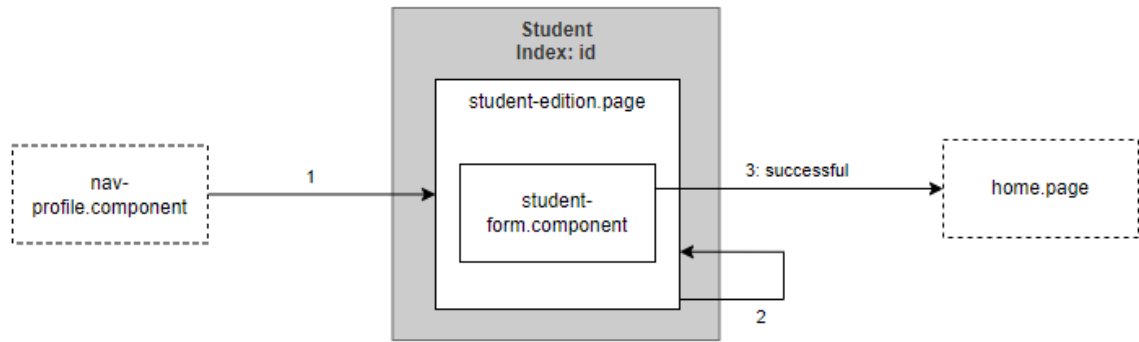 Student
Index: id
student-edition.page
nav-
profile.component
1
student-
form.component
3: successful
home.page
2